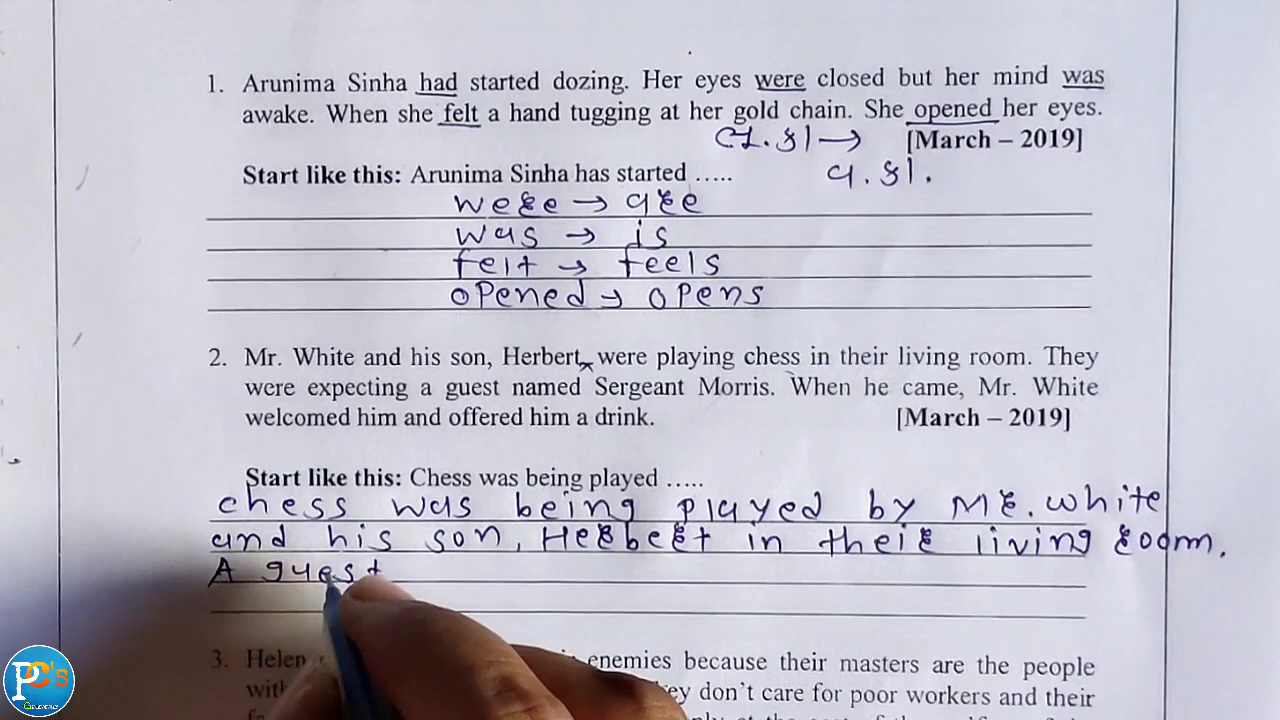 1. Arunima Sinha had started dozing. Her eyes were closed but her mind was
awake. When she felt a hand tugging at her gold chain. She opened her eyes.
[March – 2019]
Start like this: Arunima Sinha has started …..
were → are
was → is
felt → feels
opened → opens
2. Mr. White and his son, Herbert were playing chess in their living room. They
were expecting a guest named Sergeant Morris. When he came, Mr. White
welcomed him and offered him a drink. [March – 2019]
Start like this: Chess was being played …..
chess was being played by Mr. white
and his son, Herbert in their living room.
A guest
3. Helen enemies because their masters are the people
don't care for poor workers and their
PC's